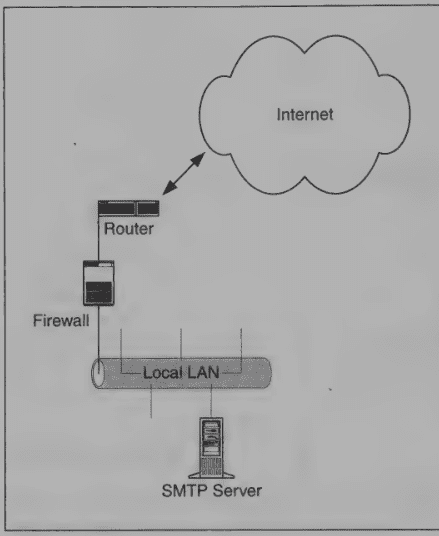 Internet
Router
Firewall
Local LAN
SMTP Server